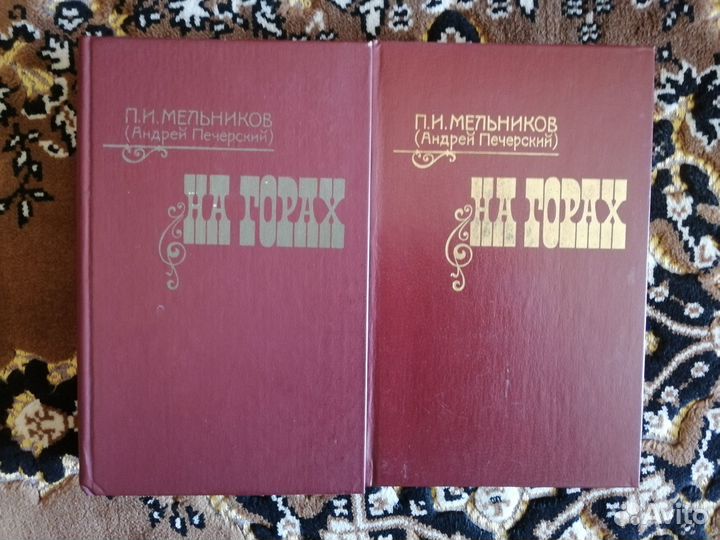 П.И. МЕЛЬНИКОВ
(Андрей Печерский)
НА ГОРАХ
П.И. МЕЛЬНИКОВ
(Андрей Печерский)
НА ГОРАХ
Avito